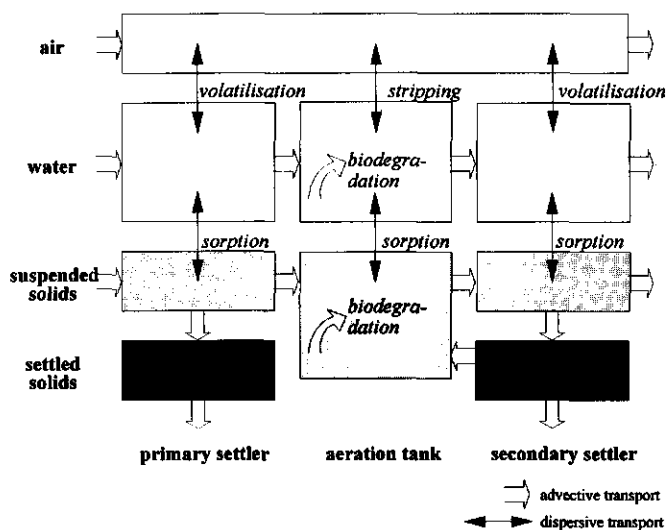 air
volatilisation
stripping
volatilisation
water
biodegra-
dation
sorption
sorption
sorption
suspended
solids
biodegra-
dation
settled
solids
primary settler
aeration tank
secondary settler
advective transport
dispersive transport